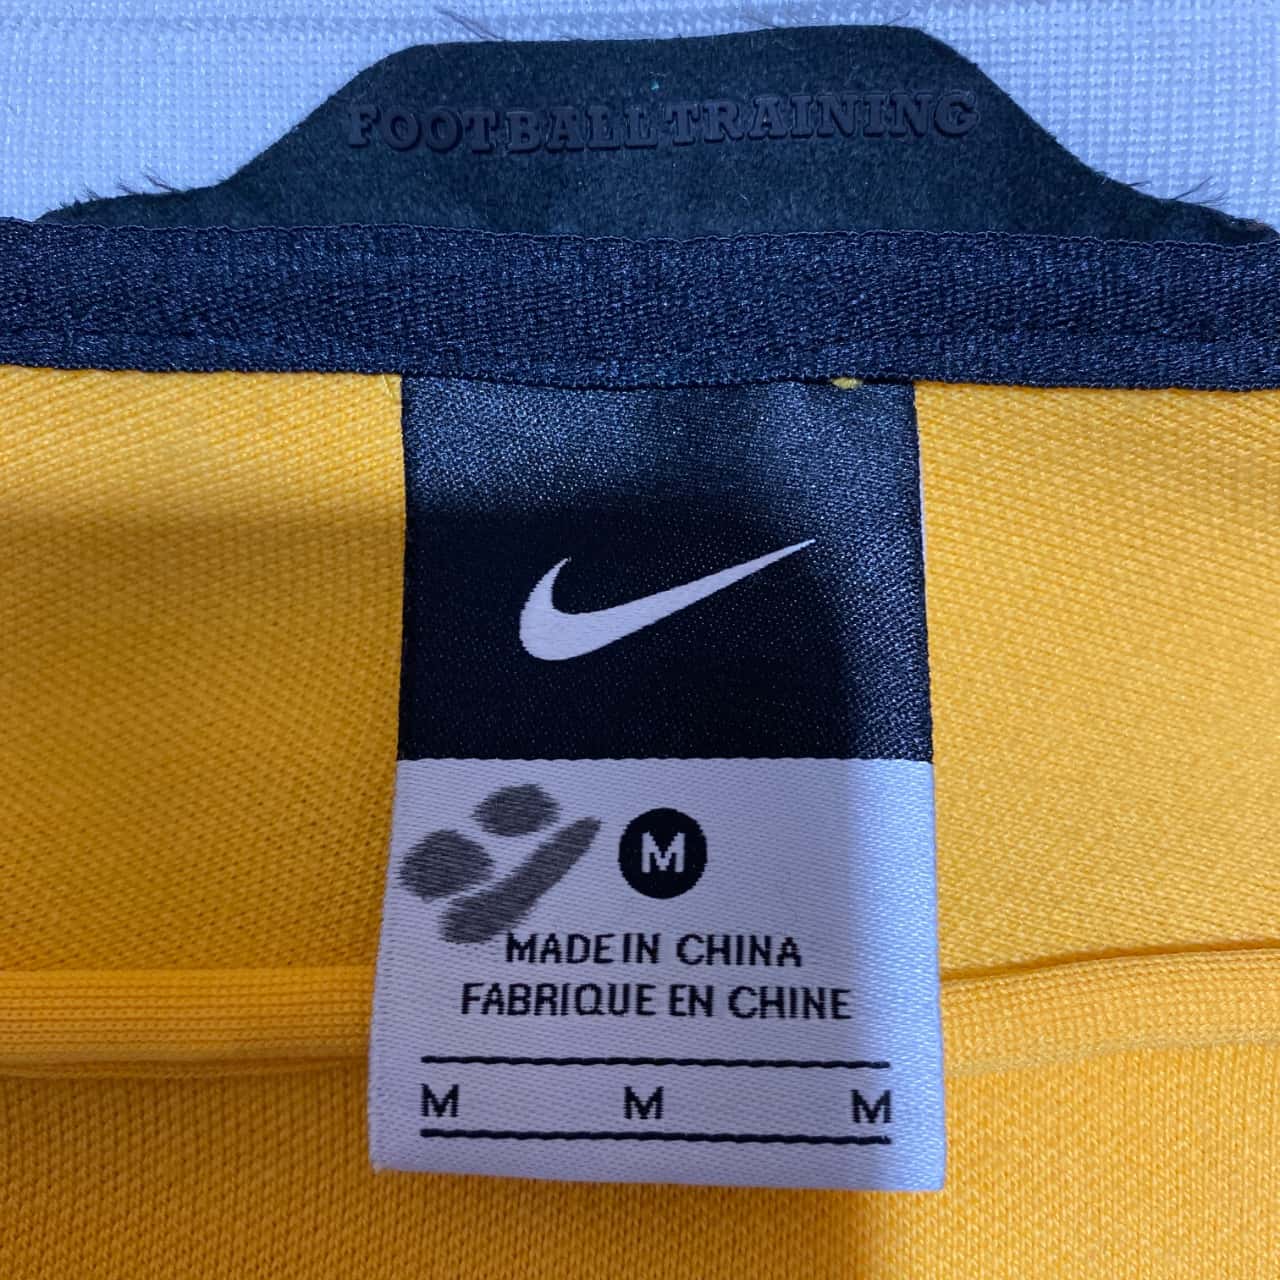 FOOTBALL TRAINING
M
MADE IN CHINA
FABRIQUE EN CHINE
M M M